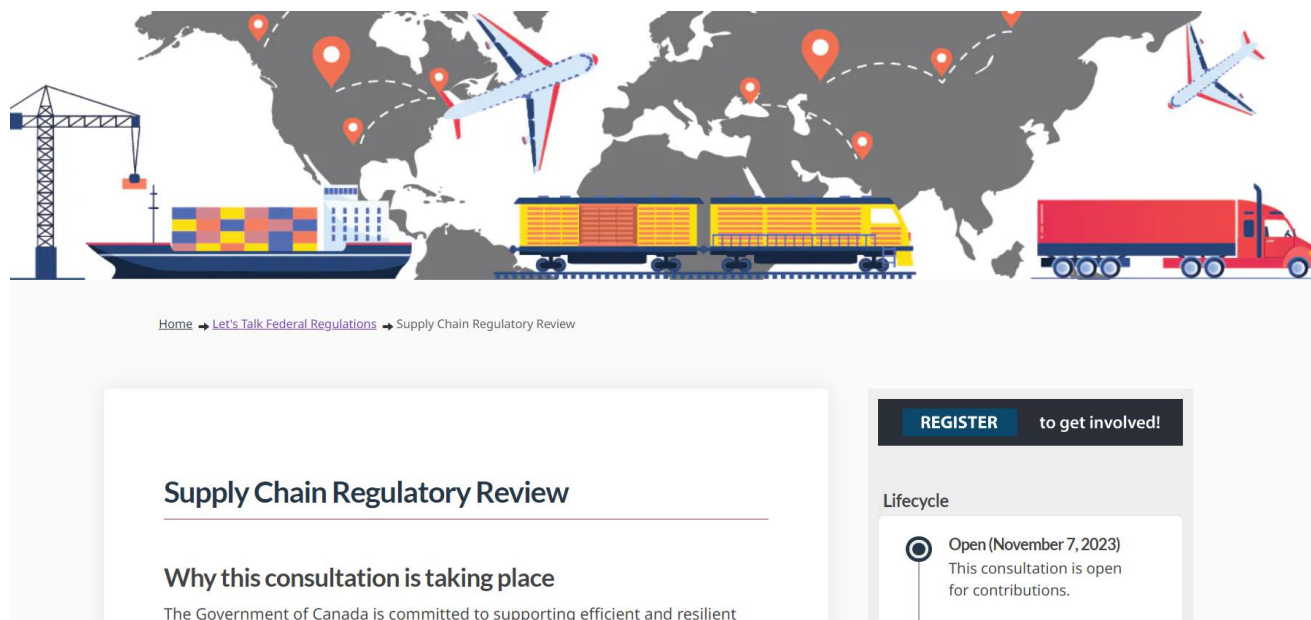 Home → Let's Talk Federal Regulations → Supply Chain Regulatory Review
REGISTER to get involved!
Supply Chain Regulatory Review
Lifecycle
Open (November 7, 2023)
This consultation is open
for contributions.
Why this consultation is taking place
The Government of Canada is committed to supporting efficient and resilient